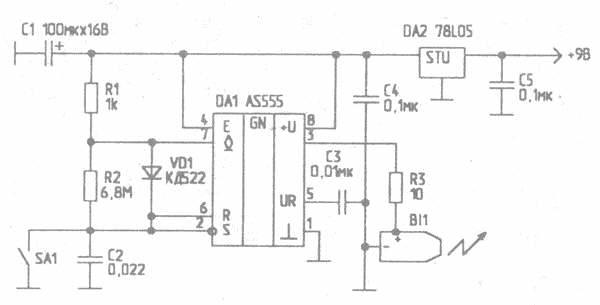 C1 100мкх16В
+
DA2 78L05
STU
+9В
R1
1k
C4
0,1мк
C5
0,1мк
DA1 AS555
4
E
GN
+U
8
7
3
R2
6,8М
VD1
КД522
C3
0,01мк
R3
10
UR
5
6
R
2
S
1
BI1
+
-
SA1
C2
0,022